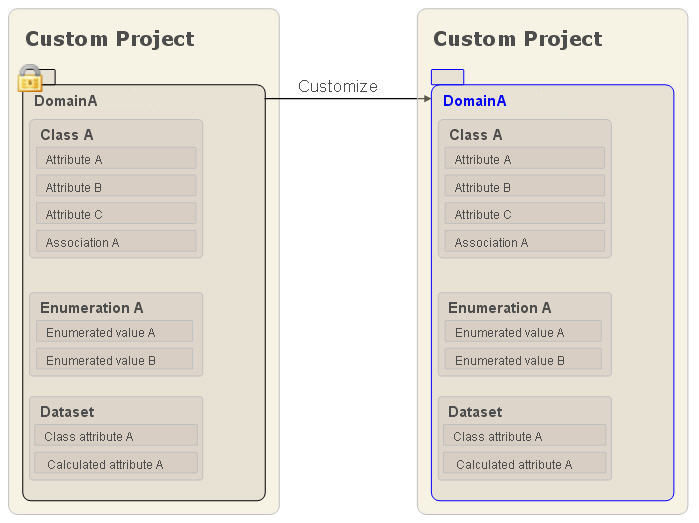 Custom Project
DomainA
Class A
Attribute A
Attribute B
Attribute C
Association A
Enumeration A
Enumerated value A
Enumerated value B
Dataset
Class attribute A
Calculated attribute A
Customize
Custom Project
DomainA
Class A
Attribute A
Attribute B
Attribute C
Association A
Enumeration A
Enumerated value A
Enumerated value B
Dataset
Class attribute A
Calculated attribute A